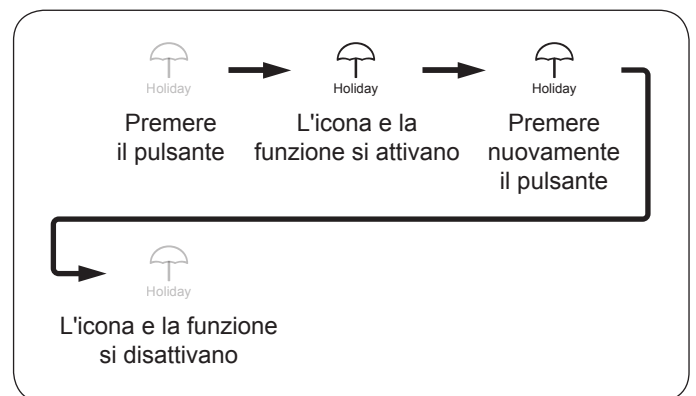 Holiday
Holiday
Holiday
Premere
il pulsante
L'icona e la
funzione si attivano
Premere
nuovamente
il pulsante
Holiday
L'icona e la funzione
si disattivano